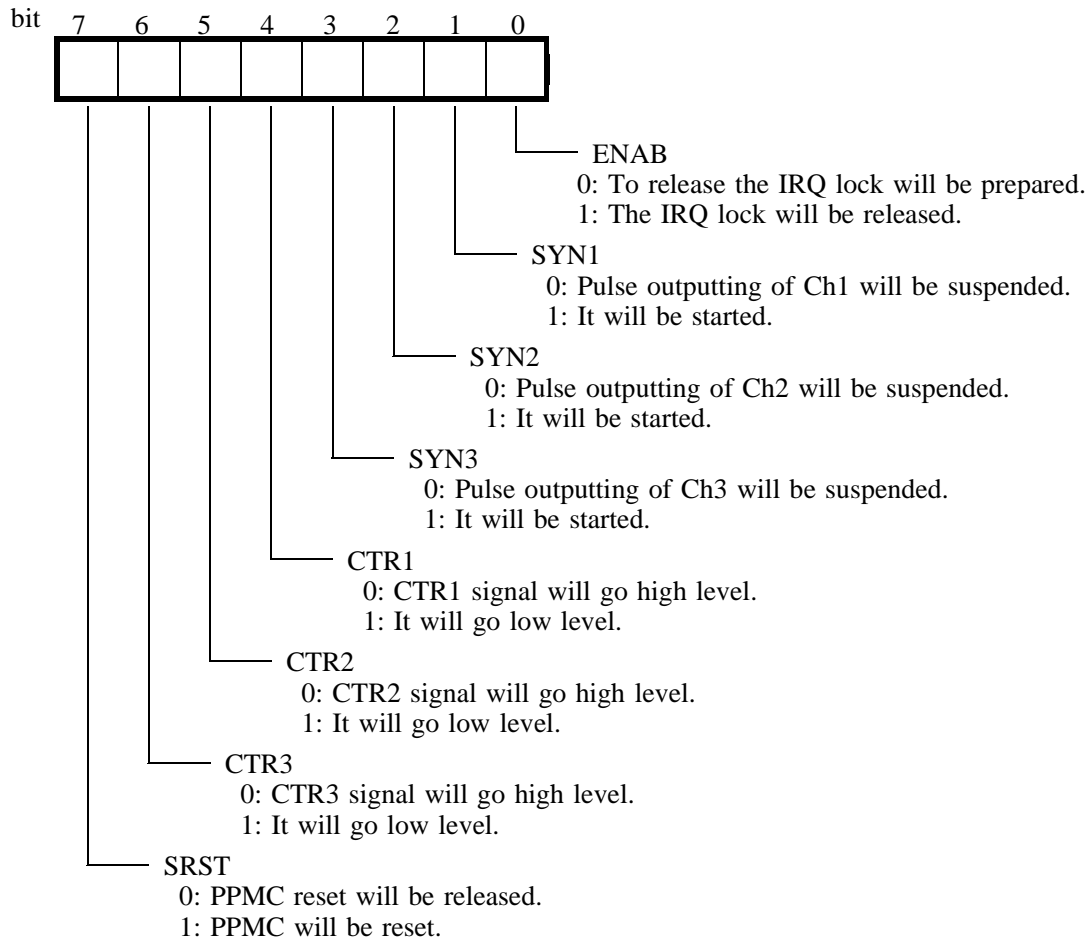 bit 7 6 5 4 3 2 1 0
ENAB
0: To release the IRQ lock will be prepared.
1: The IRQ lock will be released.
SYN1
0: Pulse outputting of Ch1 will be suspended.
1: It will be started.
SYN2
0: Pulse outputting of Ch2 will be suspended.
1: It will be started.
SYN3
0: Pulse outputting of Ch3 will be suspended.
1: It will be started.
CTR1
0: CTR1 signal will go high level.
1: It will go low level.
CTR2
0: CTR2 signal will go high level.
1: It will go low level.
CTR3
0: CTR3 signal will go high level.
1: It will go low level.
SRST
0: PPMC reset will be released.
1: PPMC will be reset.